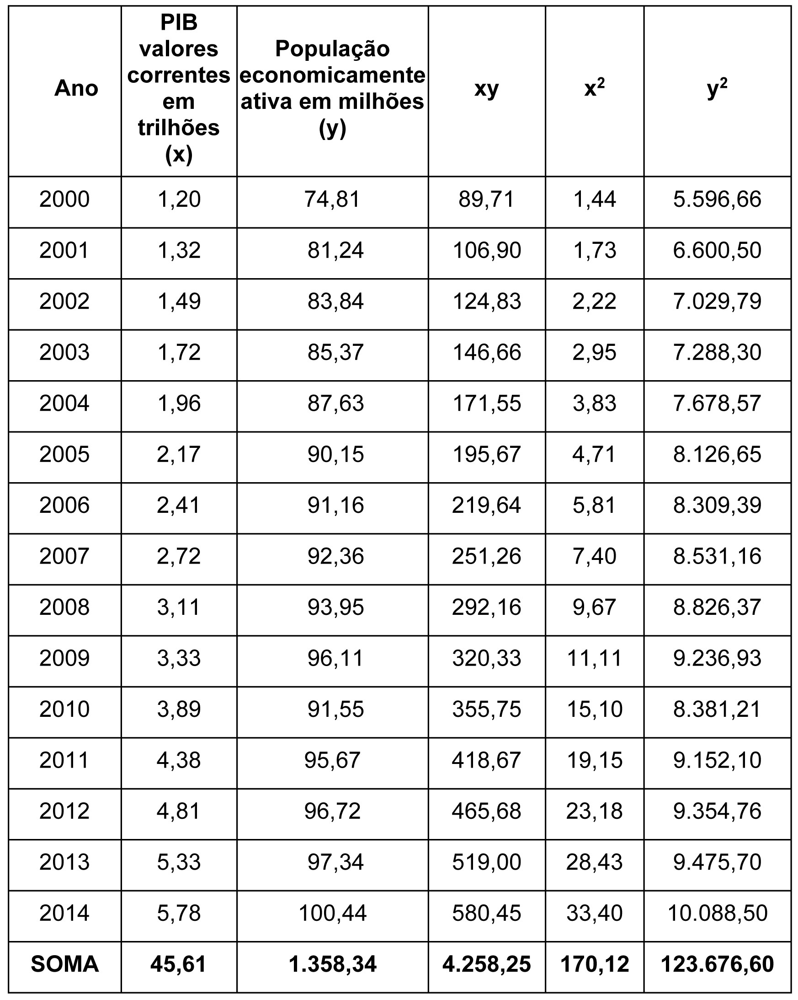 Ano
PIB
valores
correntes
em
trilhões
(x)
População
economicamente
ativa em milhões
(y)
xy
x²
y²
2000 1,20 74,81 89,71 1,44 5.596,66
2001 1,32 81,24 106,90 1,73 6.600,50
2002 1,49 83,84 124,83 2,22 7.029,79
2003 1,72 85,37 146,66 2,95 7.288,30
2004 1,96 87,63 171,55 3,83 7.678,57
2005 2,17 90,15 195,67 4,71 8.126,65
2006 2,41 91,16 219,64 5,81 8.309,39
2007 2,72 92,36 251,26 7,40 8.531,16
2008 3,11 93,95 292,16 9,67 8.826,37
2009 3,33 96,11 320,33 11,11 9.236,93
2010 3,89 91,55 355,75 15,10 8.381,21
2011 4,38 95,67 418,67 19,15 9.152,10
2012 4,81 96,72 465,68 23,18 9.354,76
2013 5,33 97,34 519,00 28,43 9.475,70
2014 5,78 100,44 580,45 33,40 10.088,50
SOMA 45,61 1.358,34 4.258,25 170,12 123.676,60